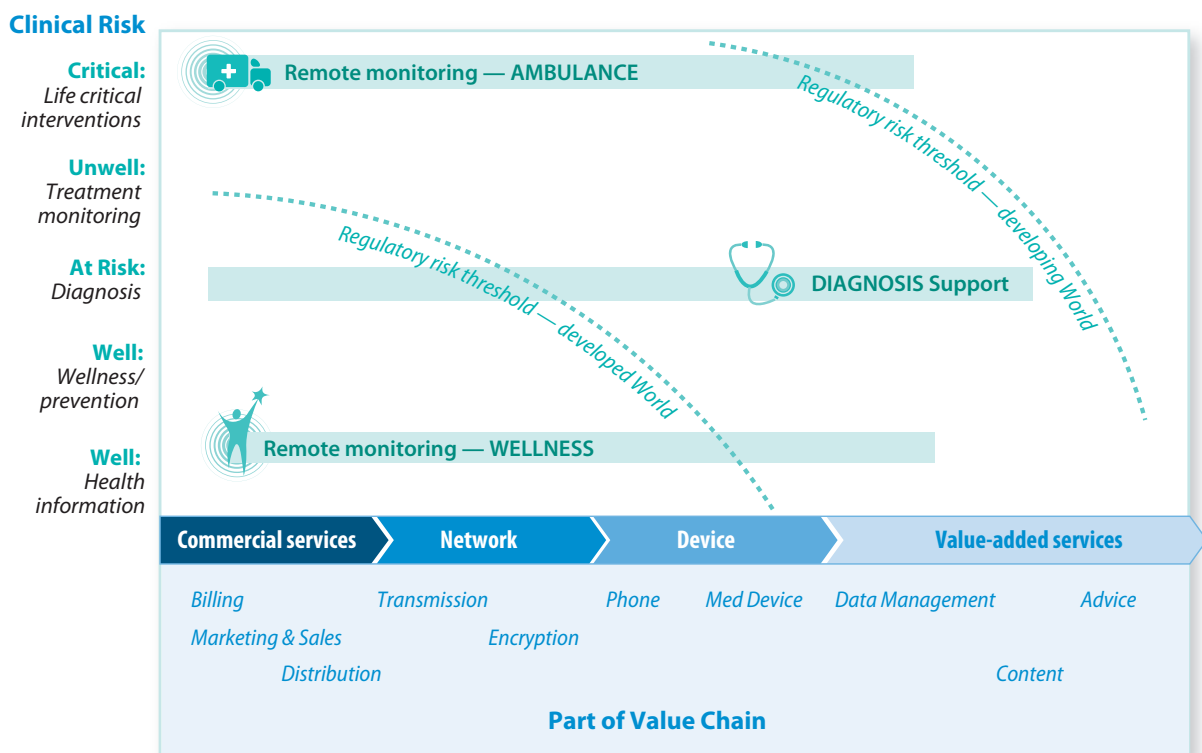 Clinical Risk
Critical:
Life critical
interventions
Unwell:
Treatment
monitoring
At Risk:
Diagnosis
Well:
Wellness/
prevention
Well:
Health
information
Remote monitoring — AMBULANCE
Regulatory risk threshold — developing World
Regulatory risk threshold — developed World
DIAGNOSIS Support
Remote monitoring — WELLNESS
Commercial services
Network
Device
Value-added services
Billing
Transmission
Phone
Med Device
Data Management
Advice
Marketing & Sales
Encryption
Distribution
Content
Part of Value Chain